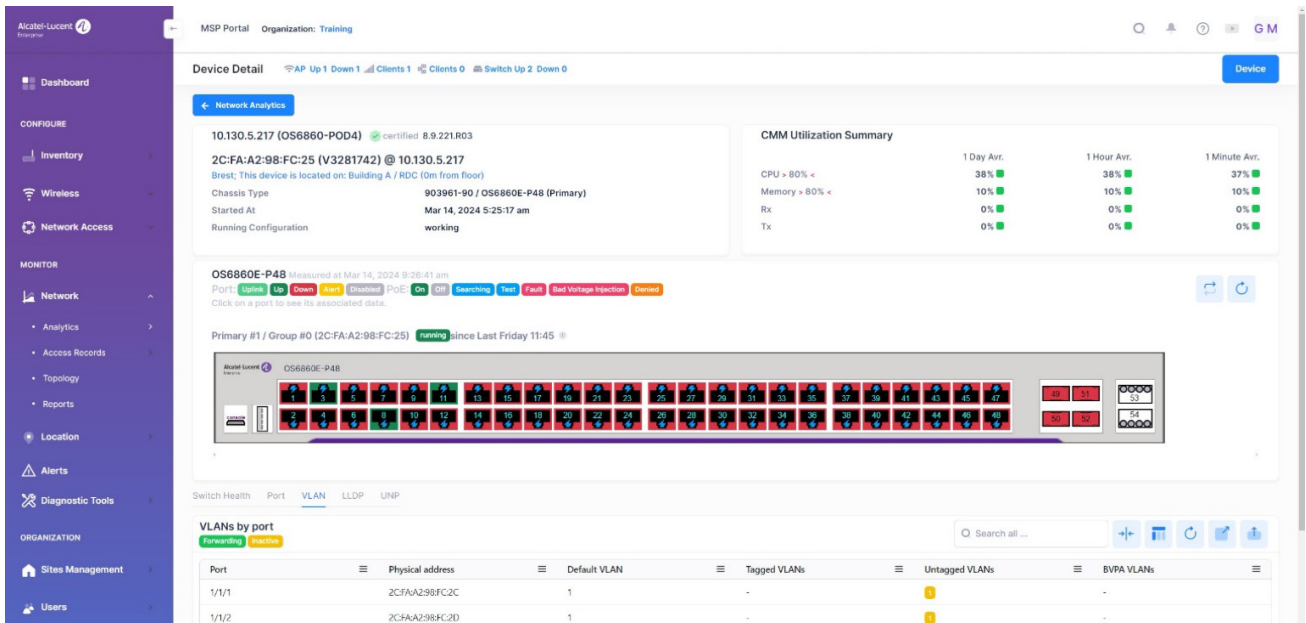 Alcatel-Lucent
Enterprise
MSP Portal Organization: Training
G M
Device Detail AP Up 1 Down 1 Clients 1 Clients 0 Switch Up 2 Down 0
Device
Dashboard
CONFIGURE
Inventory
Wireless
Network Access
MONITOR
Network
• Analytics
• Access Records
• Topology
• Reports
Location
Alerts
Diagnostic Tools
ORGANIZATION
Sites Management
Users
← Network Analytics
10.130.5.217 (OS6860-POD4) certified 8.9.221.R03
2C:FA:A2:98:FC:25 (V3281742) @ 10.130.5.217
Brest; This device is located on: Building A / RDC (0m from floor)
Chassis Type 903961-90 / OS6860E-P48 (Primary)
Started At Mar 14, 2024 5:25:17 am
Running Configuration working
CMM Utilization Summary
1 Day Avr. 1 Hour Avr. 1 Minute Avr.
CPU > 80% < 38% 38% 37%
Memory > 80% < 10% 10% 10%
Rx 0% 0% 0%
Tx 0% 0% 0%
OS6860E-P48 Measured at Mar 14, 2024 9:26:41 am
Port: Uplink Up Down Alert Disabled PoE: On Off Searching Test Fault Bad Voltage Injection Denied
Click on a port to see its associated data.
Primary #1 / Group #0 (2C:FA:A2:98:FC:25) running since Last Friday 11:45
Alcatel-Lucent
Enterprise
OS6860E-P48
1 3 5 7 9 11 13 15 17 19 21 23 25 27 29 31 33 35 37 39 41 43 45 47 49 51 53
CONSOLE 2 4 6 8 10 12 14 16 18 20 22 24 26 28 30 32 34 36 38 40 42 44 46 48 50 52 54
Switch Health Port VLAN LLDP UNP
VLANs by port
Forwarding Inactive
Search all ...
Port Physical address Default VLAN Tagged VLANs Untagged VLANs BVPA VLANs
1/1/1 2C:FA:A2:98:FC:2C 1 - 1 -
1/1/2 2C:FA:A2:98:FC:2D 1 - 1 -